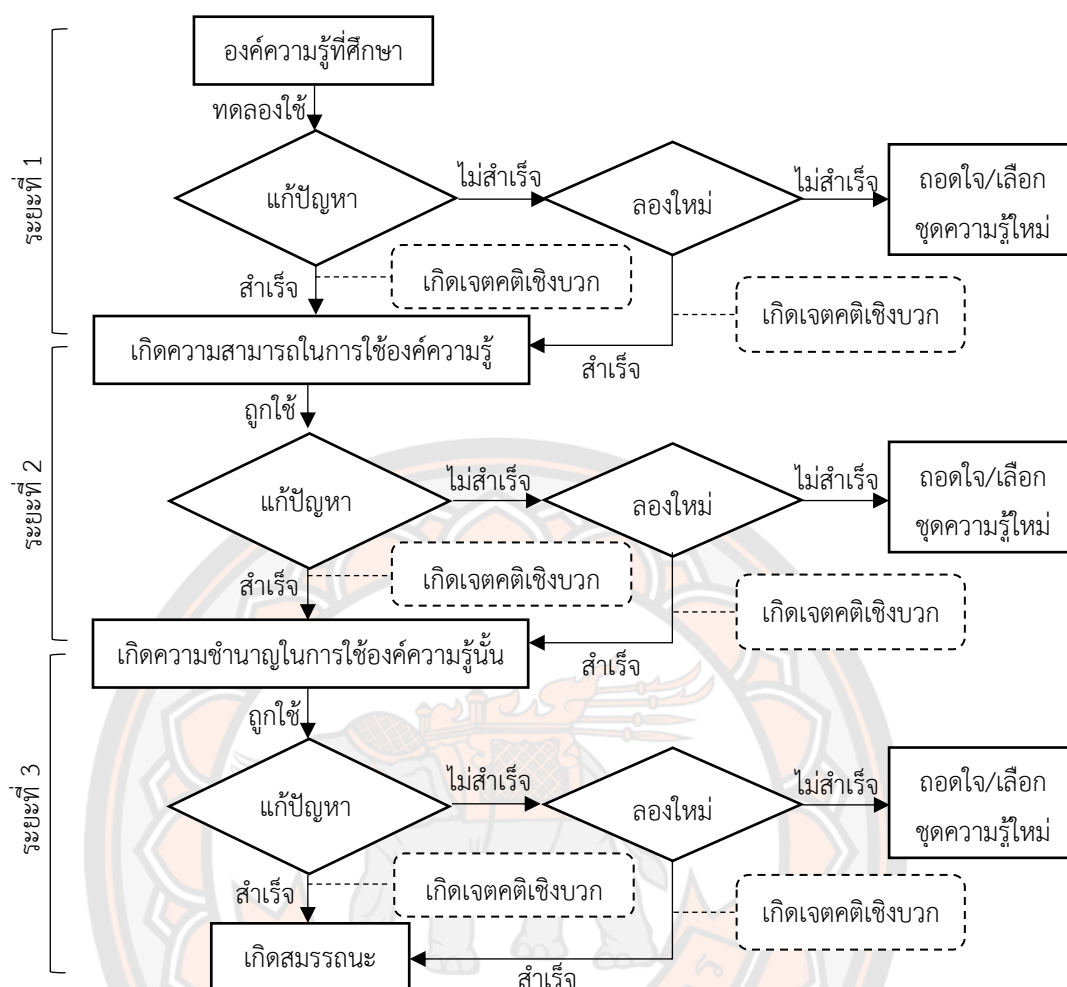 ระยะที่ 1
องค์ความรู้ที่ศึกษา
ทดลองใช้
แก้ปัญหา
ไม่สำเร็จ
ลองใหม่
ไม่สำเร็จ
ถอดใจ/เลือก
ชุดความรู้ใหม่
สำเร็จ
เกิดเจตคติเชิงบวก
เกิดเจตคติเชิงบวก
สำเร็จ
เกิดความสามารถในการใช้องค์ความรู้
ระยะที่ 2
ถูกใช้
แก้ปัญหา
ไม่สำเร็จ
ลองใหม่
ไม่สำเร็จ
ถอดใจ/เลือก
ชุดความรู้ใหม่
สำเร็จ
เกิดเจตคติเชิงบวก
เกิดเจตคติเชิงบวก
สำเร็จ
เกิดความชำนาญในการใช้องค์ความรู้นั้น
ระยะที่ 3
ถูกใช้
แก้ปัญหา
ไม่สำเร็จ
ลองใหม่
ไม่สำเร็จ
ถอดใจ/เลือก
ชุดความรู้ใหม่
สำเร็จ
เกิดเจตคติเชิงบวก
เกิดเจตคติเชิงบวก
สำเร็จ
เกิดสมรรถนะ